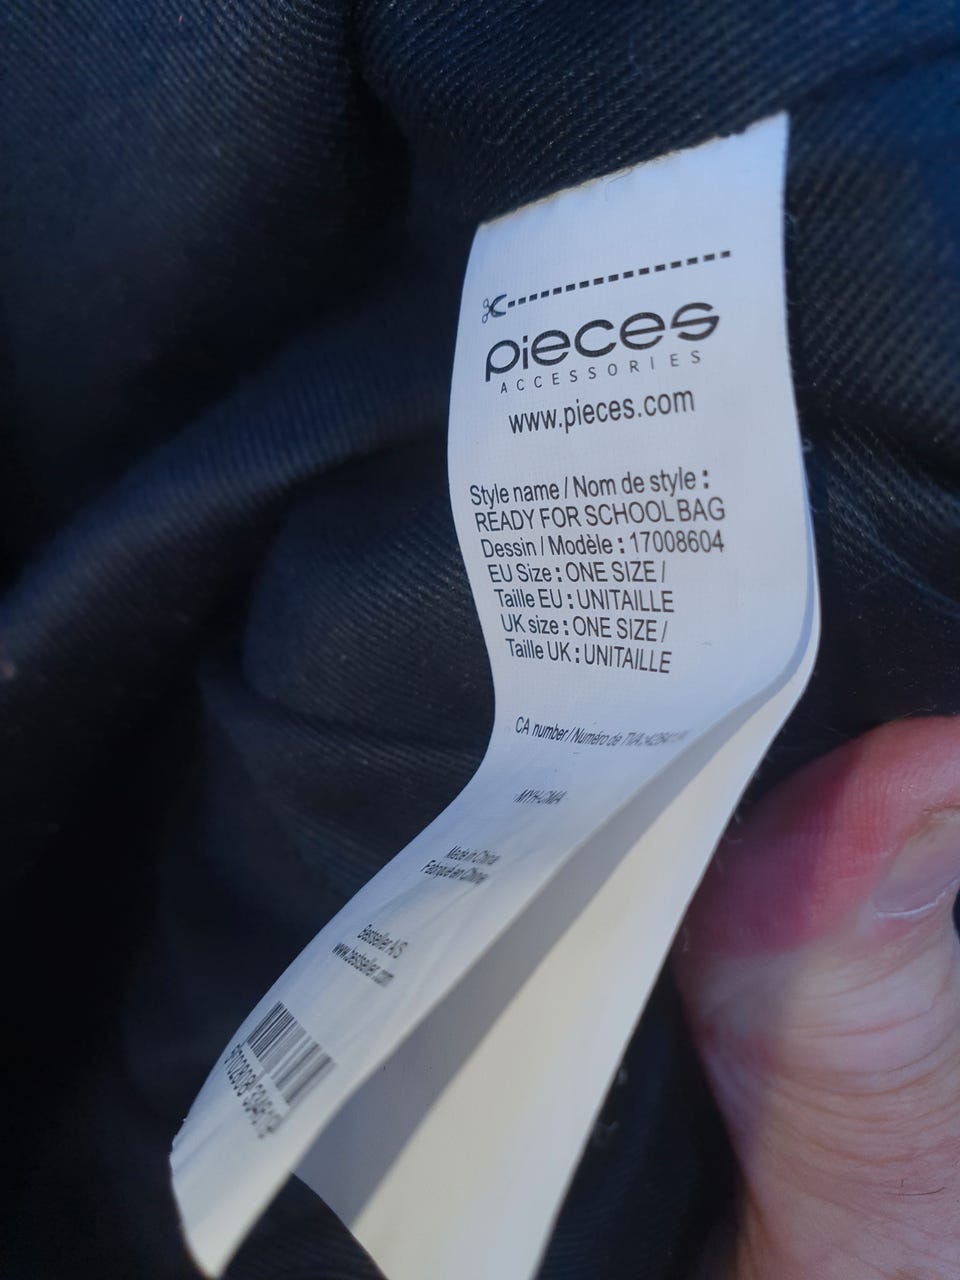 pieces
ACCESSORIES
www.pieces.com
Style name / Nom de style :
READY FOR SCHOOL BAG
Dessin / Modèle : 17008604
EU Size : ONE SIZE /
Taille EU : UNITAILLE
UK size : ONE SIZE /
Taille UK : UNITAILLE
CA number / Numéro de TVA:
Made in China
Fabriqué en Chine
Bestseller A/S
www.bestseller.com